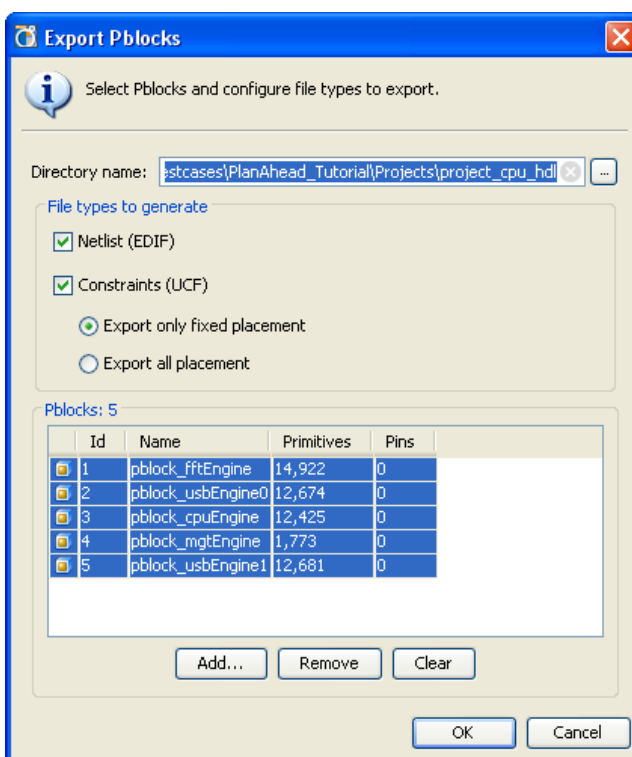 Export Pblocks
Select Pblocks and configure file types to export.
Directory name: estcases\PlanAhead_Tutorial\Projects\project_cpu_hdl ...
File types to generate
Netlist (EDIF)
Constraints (UCF)
Export only fixed placement
Export all placement
Pblocks: 5
Id Name Primitives Pins
1 pblock_fftEngine 14,922 0
2 pblock_usbEngine0 12,674 0
3 pblock_cpuEngine 12,425 0
4 pblock_mgtEngine 1,773 0
5 pblock_usbEngine1 12,681 0
Add... Remove Clear
OK Cancel